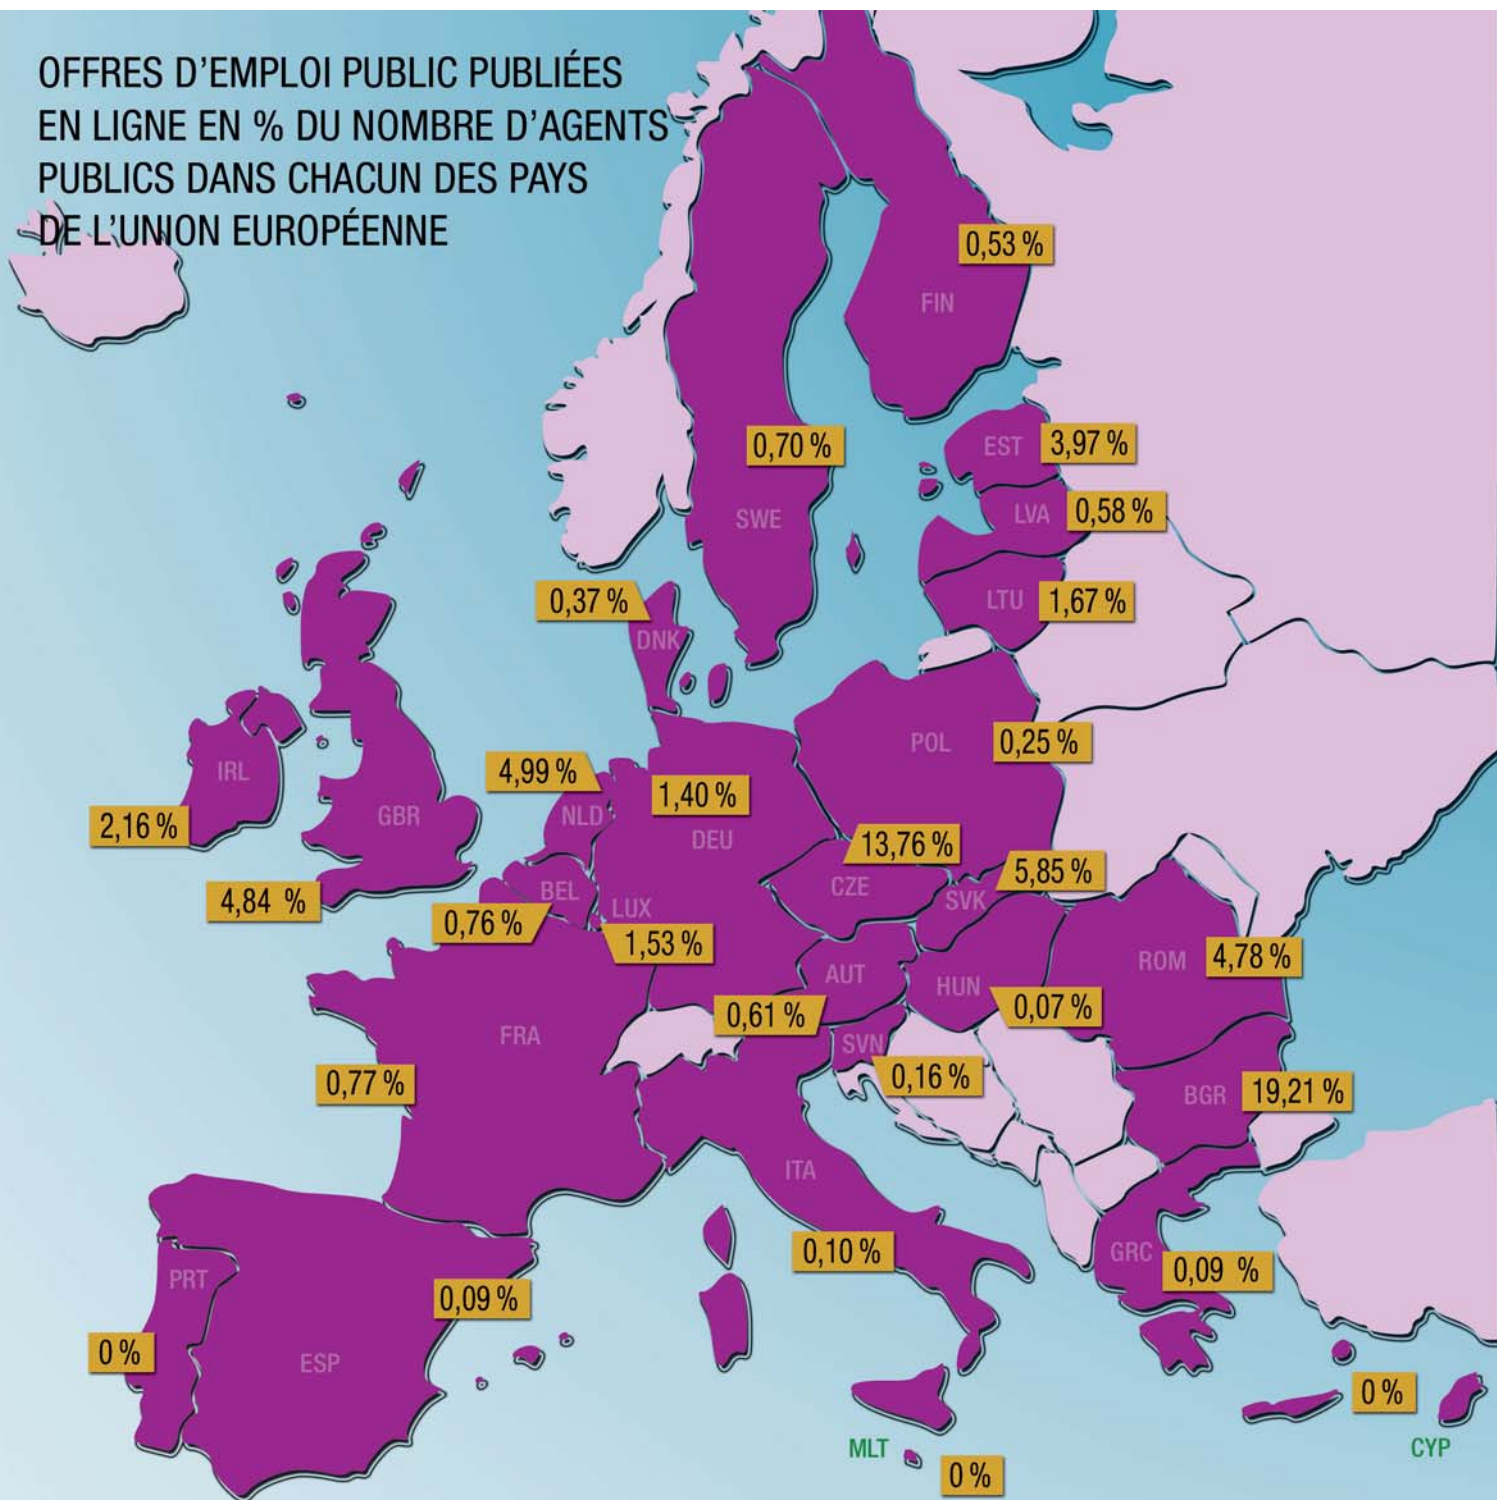 OFFRES D'EMPLOI PUBLIC PUBLIÉES
EN LIGNE EN % DU NOMBRE D'AGENTS
PUBLICS DANS CHACUN DES PAYS
DE L'UNION EUROPÉENNE
0,53 %
FIN
0,70 %
EST
3,97 %
SWE
LVA
0,58 %
0,37 %
LTU
1,67 %
DNK
POL
0,25 %
IRL
4,99 %
1,40 %
2,16 %
GBR
NLD
DEU
13,76 %
4,84 %
BEL
CZE
5,85 %
SVK
0,76 %
LUX
1,53 %
ROM
4,78 %
AUT
HUN
0,61 %
0,07 %
FRA
SVN
0,77 %
0,16 %
BGR
19,21 %
ITA
0,10 %
GRC
0,09 %
PRT
0,09 %
0 %
ESP
0 %
MLT
0 %
CYP